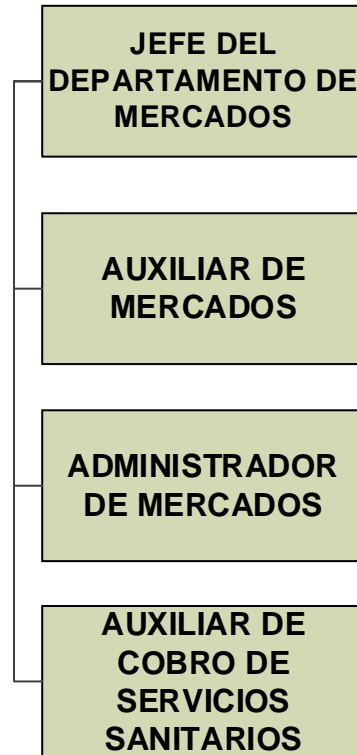 JEFE DEL
DEPARTAMENTO DE
MERCADOS
AUXILIAR DE
MERCADOS
ADMINISTRADOR
DE MERCADOS
AUXILIAR DE
COBRO DE
SERVICIOS
SANITARIOS